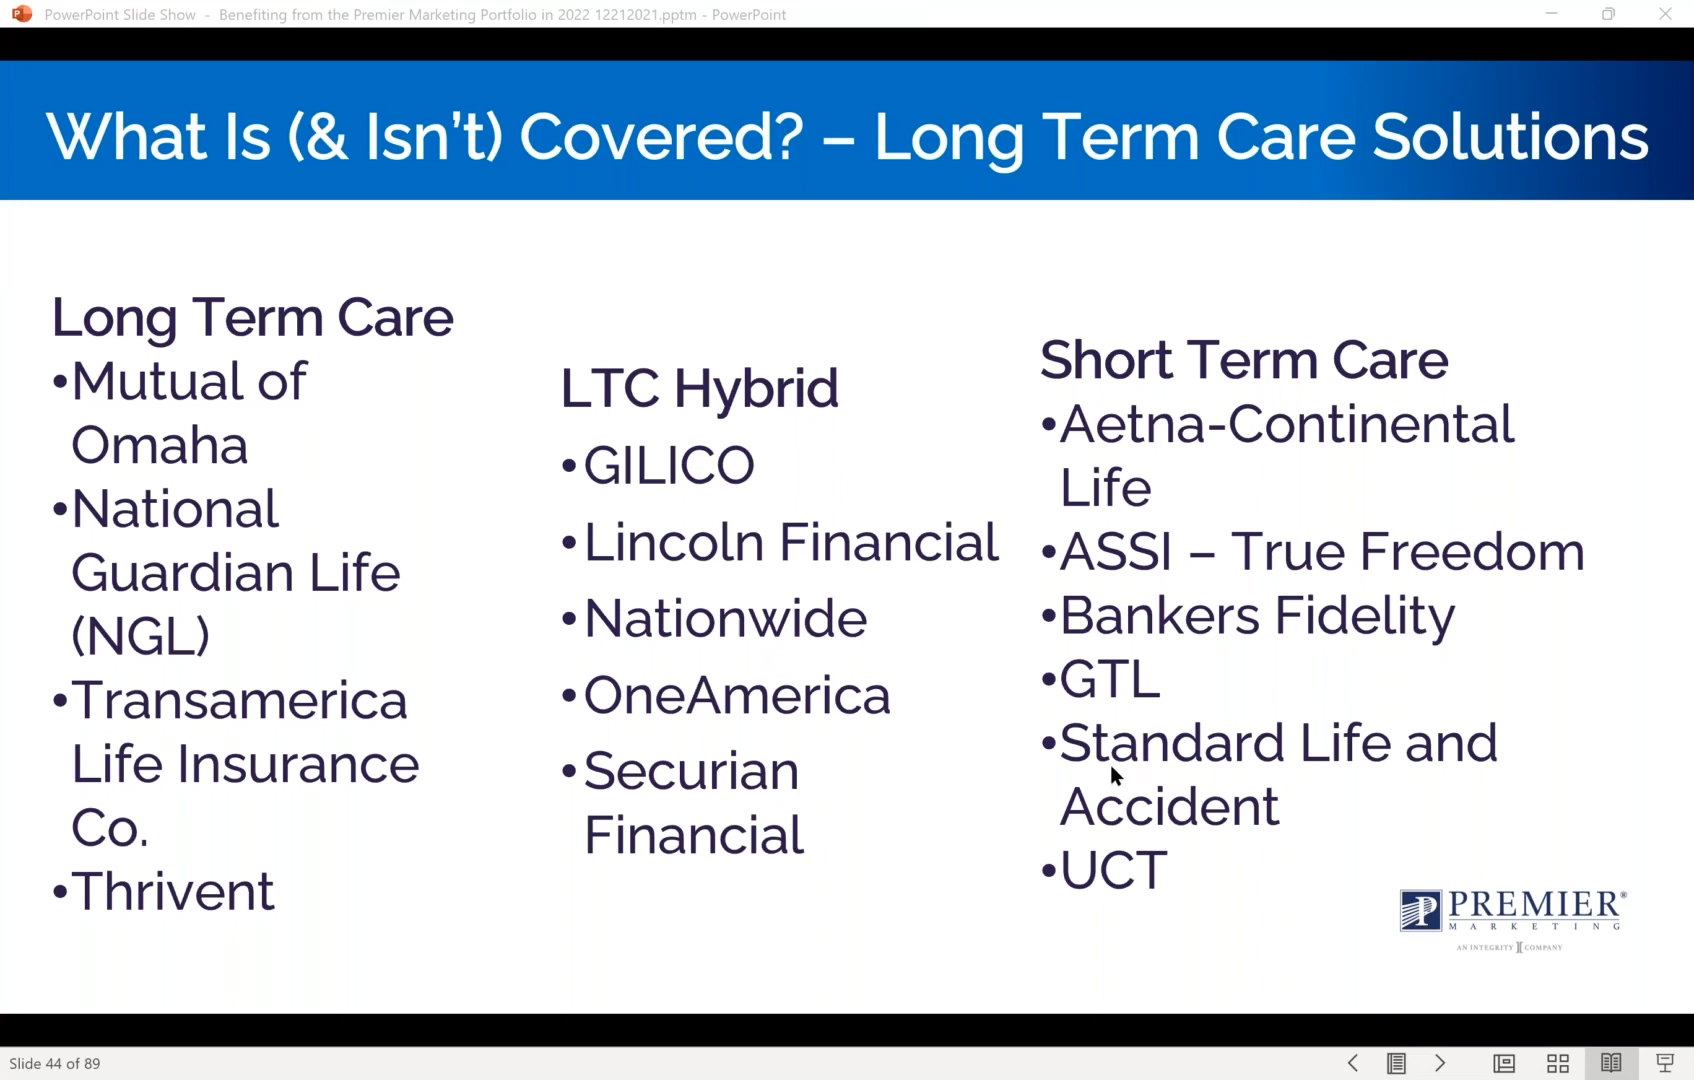 PowerPoint Slide Show - Benefiting from the Premier Marketing Portfolio in 2022 12212021.pptm - PowerPoint
What Is (& Isn't) Covered? – Long Term Care Solutions
Long Term Care
•Mutual of
Omaha
•National
Guardian Life
(NGL)
•Transamerica
Life Insurance
Co.
•Thrivent
LTC Hybrid
•GILICO
•Lincoln Financial
•Nationwide
•OneAmerica
•Securian
Financial
Short Term Care
•Aetna-Continental
Life
•ASSI – True Freedom
•Bankers Fidelity
•GTL
•Standard Life and
Accident
•UCT
PREMIER®
MARKETING
AN INTEGRITY COMPANY
Slide 44 of 89